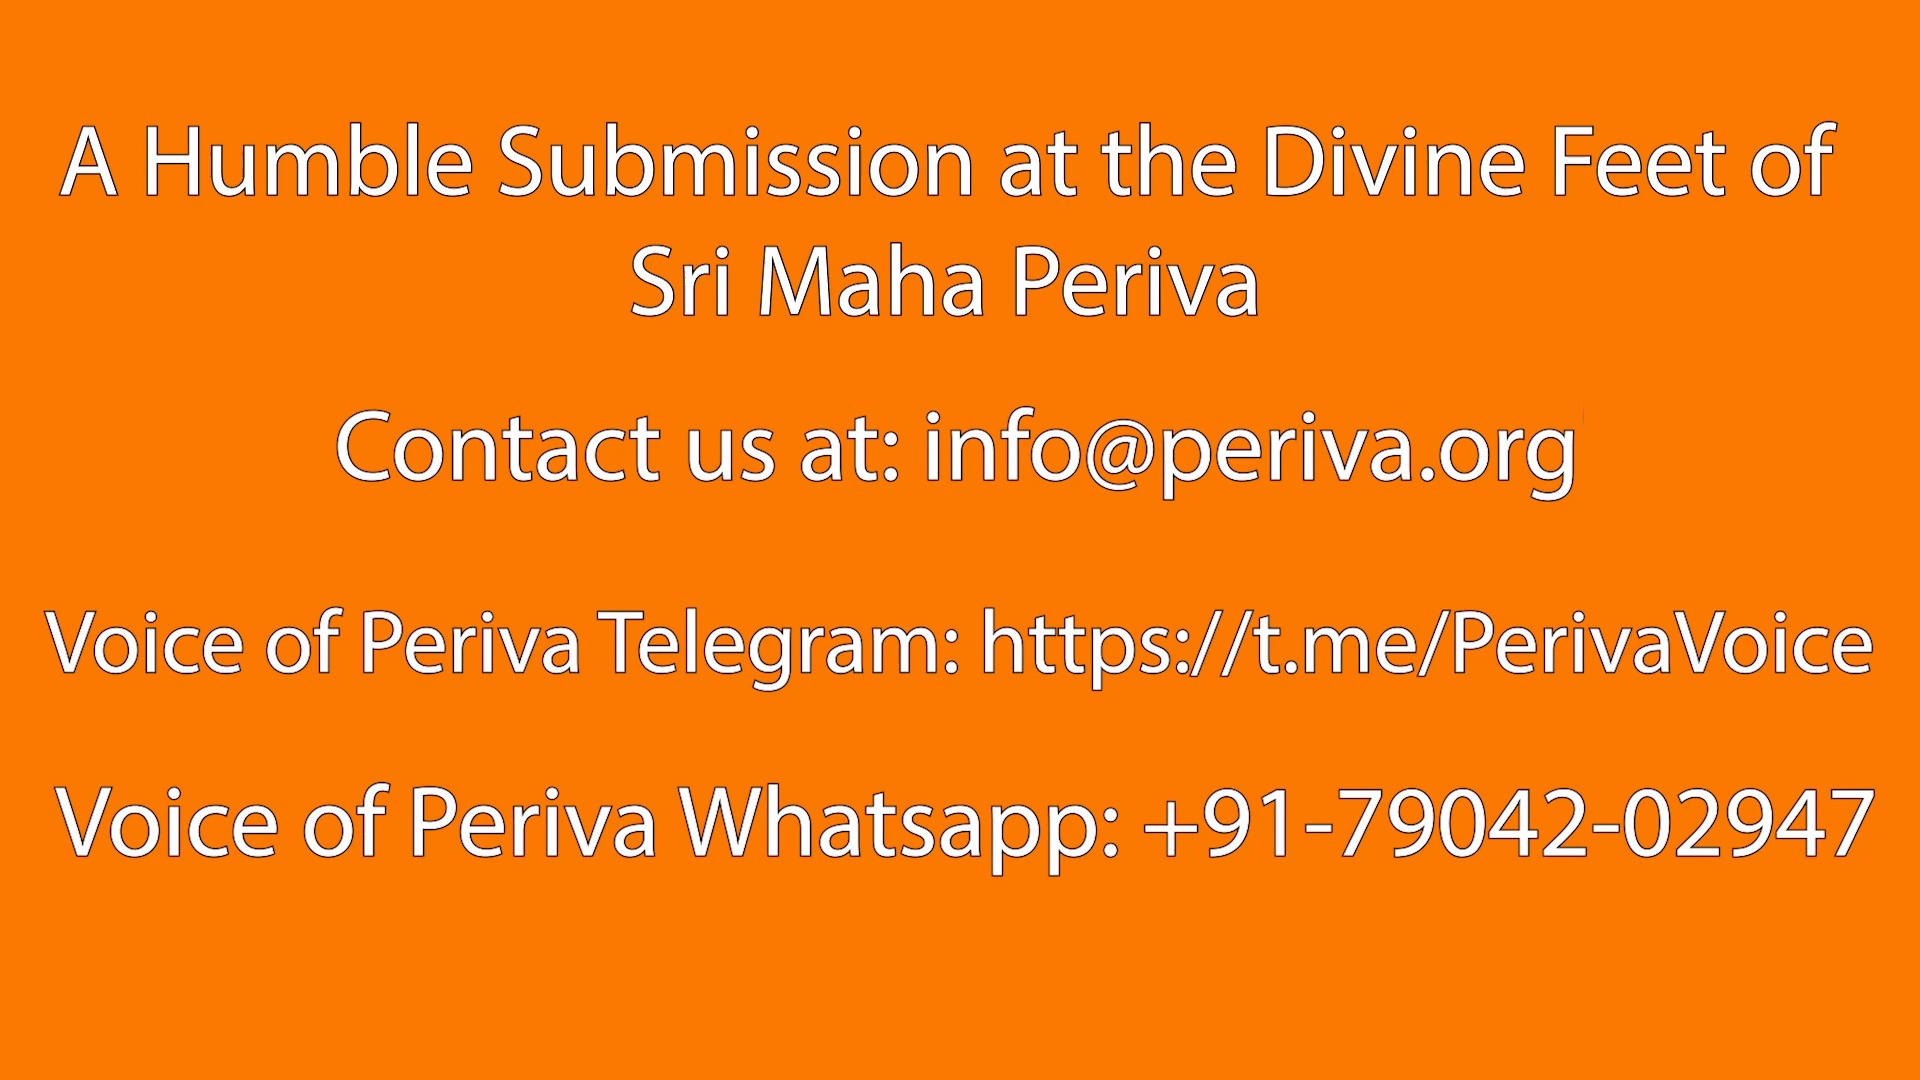 A Humble Submission at the Divine Feet of
Sri Maha Periva
Contact us at: info@periva.org
Voice of Periva Telegram: https://t.me/PerivaVoice
Voice of Periva Whatsapp: +91-79042-02947